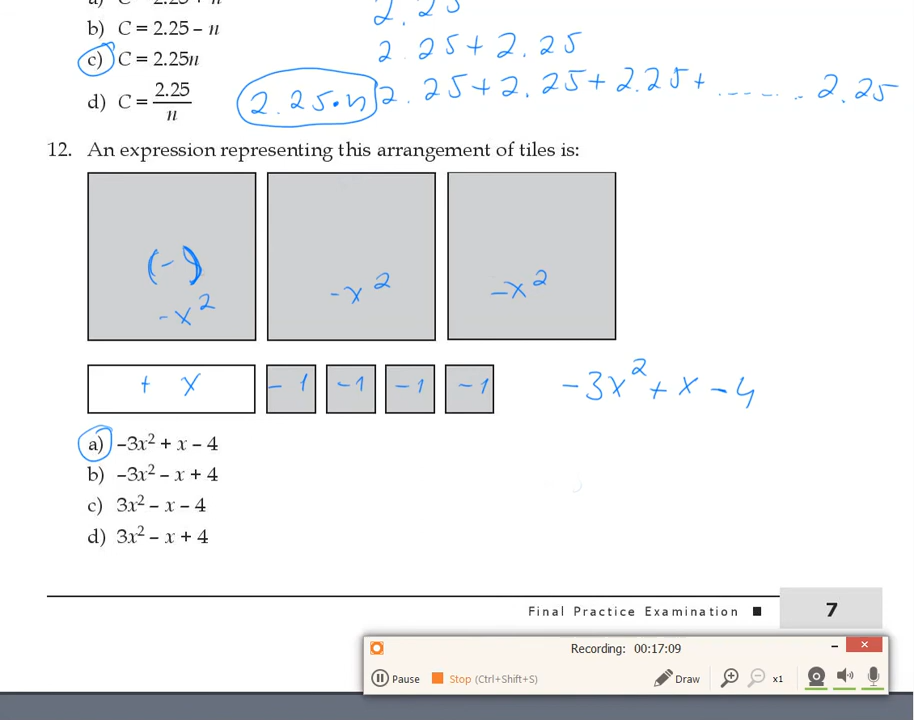 2.25
b) C = 2.25 – n
2.25+2.25
c) C = 2.25n
d) C = 2.25
n
2.25•n
2.25+2.25+2.25+........2.25
12. An expression representing this arrangement of tiles is:
(-)
-x²
-x²
-x²
+ x
-1
-1
-1
-1
-3x²+x-4
a) –3x² + x – 4
b) –3x² – x + 4
c) 3x² – x – 4
d) 3x² – x + 4
Final Practice Examination ■ 7
Recording: 00:17:09
Pause
Stop (Ctrl+Shift+S)
Draw
x1